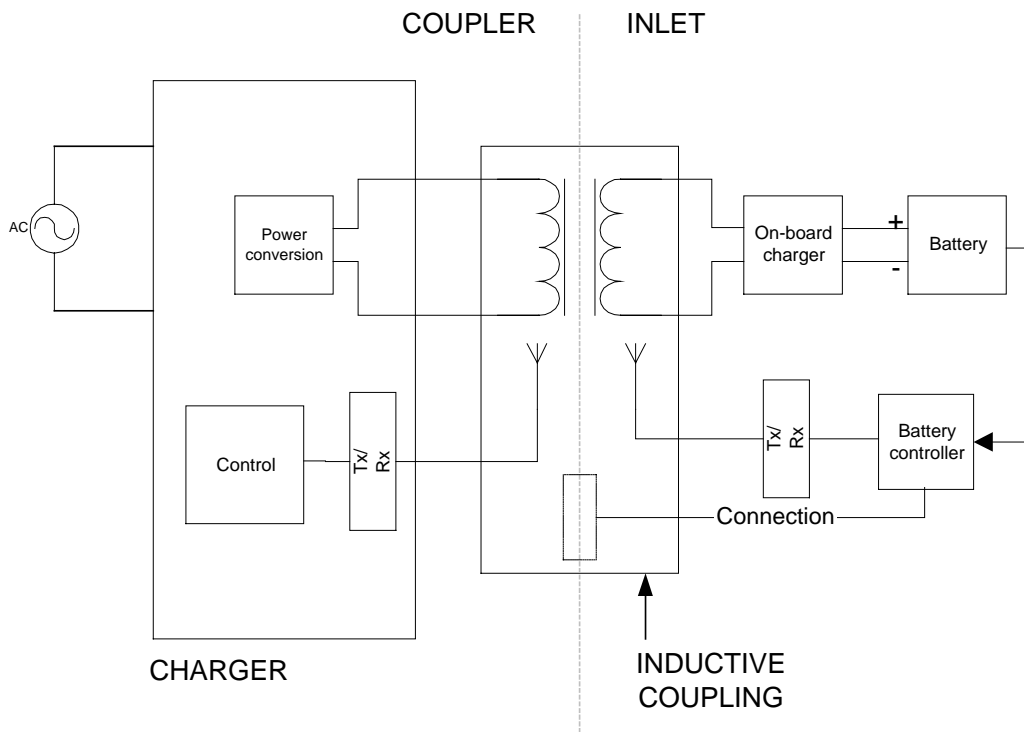 COUPLER
INLET
AC
Power
conversion
On-board
charger
+
-
Battery
Control
Tx/
Rx
Tx/
Rx
Battery
controller
Connection
CHARGER
INDUCTIVE
COUPLING